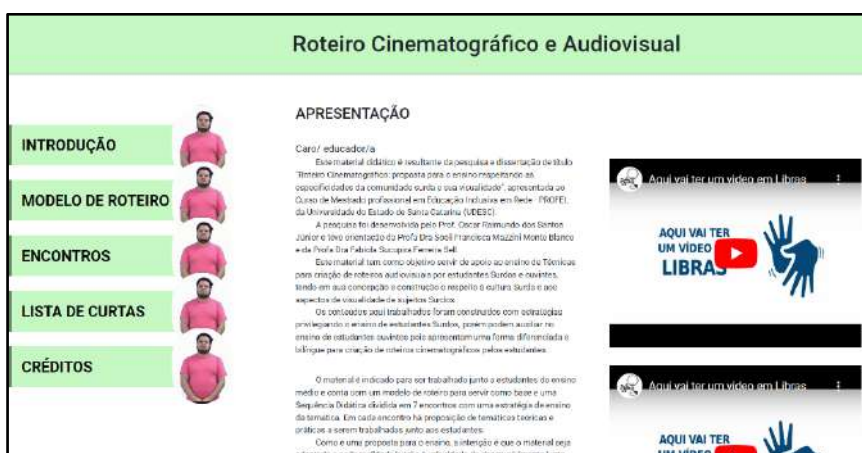 Roteiro Cinematográfico e Audiovisual
INTRODUÇÃO
MODELO DE ROTEIRO
ENCONTROS
LISTA DE CURTAS
CRÉDITOS
APRESENTAÇÃO
Caro/ educador/a
Este material didático é resultante da pesquisa e dissertação de título
"Roteiro Cinematográfico: proposta para o ensino respeitando as
especificidades da comunidade surda e sua visualidade", apresentada ao
Curso de Mestrado profissional em Educação Inclusiva em Rede - PROFEI,
da Universidade do Estado de Santa Catarina (UDESC).
A pesquisa foi desenvolvida pelo Prof. Oscar Raimundo dos Santos
Júnior e teve orientação da Profa Dra Soeli Francisca Mazzini Monte Blanco
e da Profa Dra Fabíola Sucupira Ferreira Sell.
Este material tem como objetivo servir de apoio ao ensino de Técnicas
para criação de roteiros audiovisuais por estudantes Surdos e ouvintes,
tendo em sua concepção e construção o respeito à cultura Surda e aos
aspectos de visualidade de sujeitos Surdos.
Os conteúdos aqui trabalhados foram construídos com estratégias
privilegiando o ensino de estudantes Surdos, porém podem auxiliar no
ensino de estudantes ouvintes pois apresentam uma forma diferenciada e
bilíngue para criação de roteiros cinematográficos pelos estudantes.
O material é indicado para ser trabalhado junto a estudantes do ensino
médio e conta com um modelo de roteiro para servir como base e uma
Sequência Didática dividida em 7 encontros com uma estratégia de ensino
da temática. Em cada encontro há proposição de temáticas teóricas e
práticas a serem trabalhadas junto aos estudantes.
Como é uma proposta para o ensino, a intenção é que o material seja
Aqui vai ter um vídeo em Libras
AQUI VAI TER
UM VÍDEO
LIBRAS
Aqui vai ter um vídeo em Libras
AQUI VAI TER
UM VÍDEO